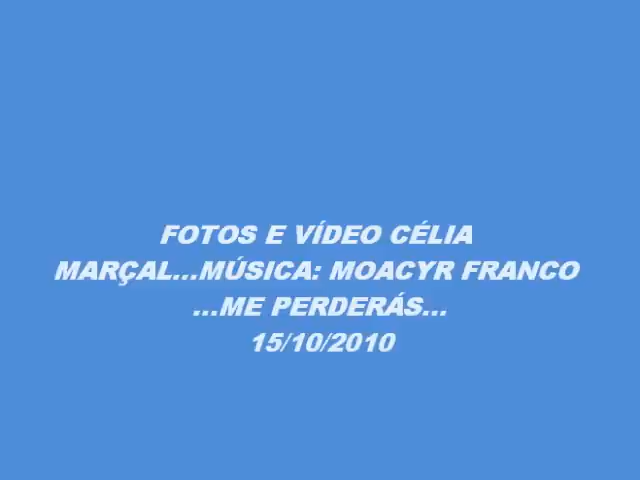 FOTOS E VÍDEO CÉLIA
MARÇAL...MÚSICA: MOACYR FRANCO
...ME PERDERÁS...
15/10/2010